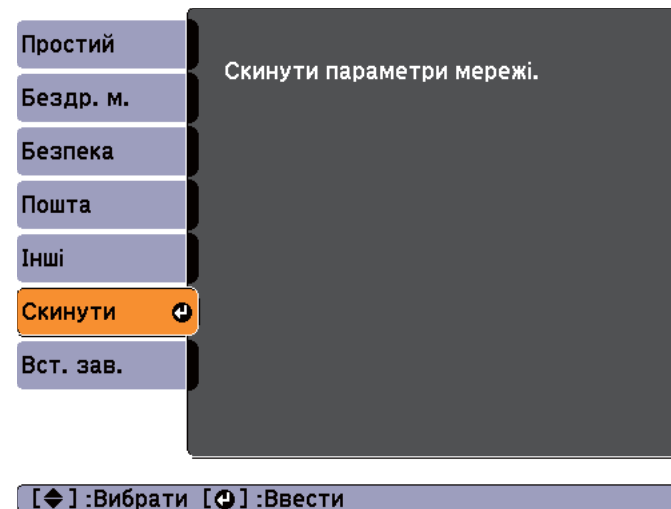 Простий
Бездр. м.
Безпека
Пошта
Інші
Скинути
Вст. зав.
Скинути параметри мережі.
[◆] :Вибрати [⏎] :Ввести